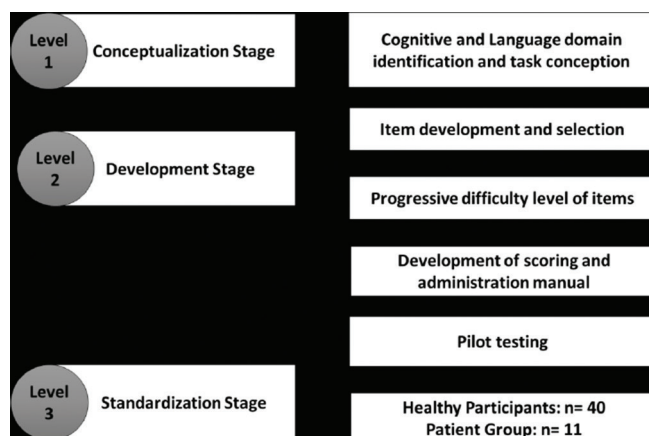 Level
1
Conceptualization Stage
Cognitive and Language domain
identification and task conception
Item development and selection
Level
2
Development Stage
Progressive difficulty level of items
Development of scoring and
administration manual
Pilot testing
Level
3
Standardization Stage
Healthy Participants: n= 40
Patient Group: n= 11